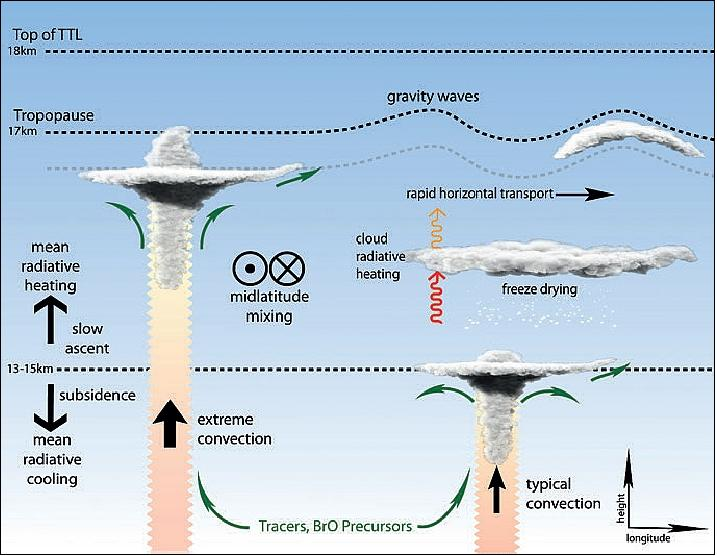 Top of TTL
18km
Tropopause
17km
gravity waves
rapid horizontal transport
cloud
radiative
heating
freeze drying
midlatitude
mixing
mean
radiative
heating
slow
ascent
13-15km
subsidence
mean
radiative
cooling
extreme
convection
typical
convection
Tracers, BrO Precursors
height
longitude